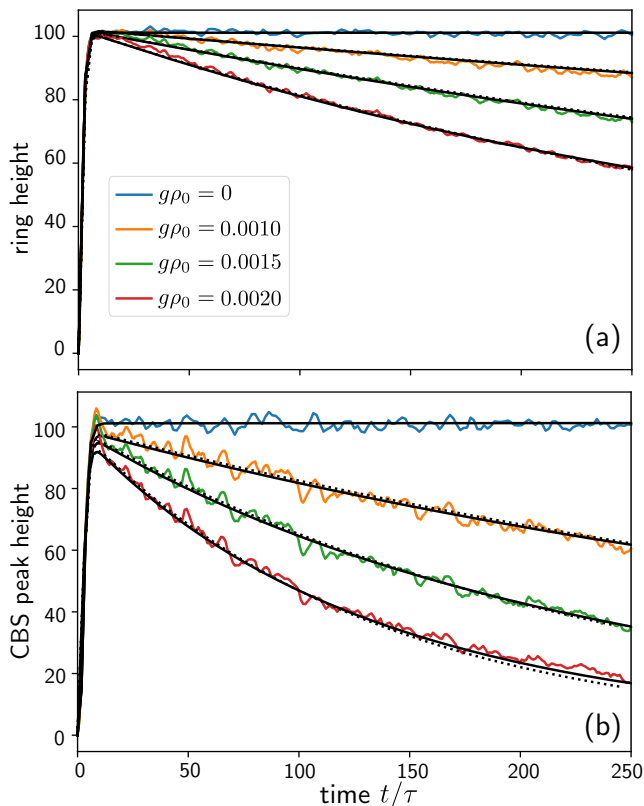 100
80
60
40
20
0
ring height
gρ₀ = 0
gρ₀ = 0.0010
gρ₀ = 0.0015
gρ₀ = 0.0020
(a)
100
80
60
40
20
0
CBS peak height
(b)
0 50 100 150 200 250
time t/τ